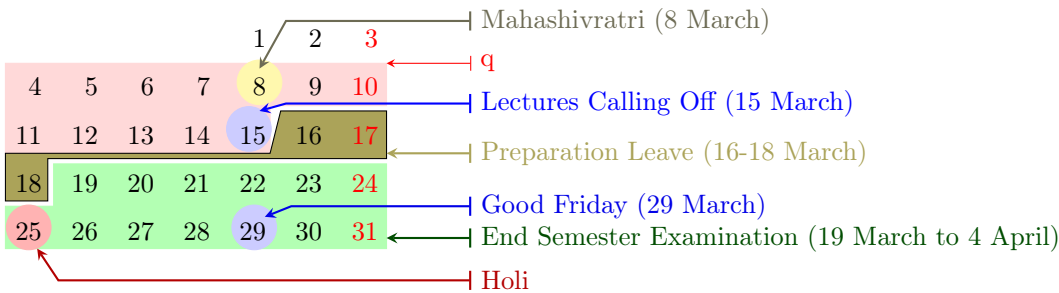 Mahashivratri (8 March)
1 2 3
q
4 5 6 7 8 9 10
Lectures Calling Off (15 March)
11 12 13 14 15 16 17
Preparation Leave (16-18 March)
18 19 20 21 22 23 24
Good Friday (29 March)
25 26 27 28 29 30 31
End Semester Examination (19 March to 4 April)
Holi